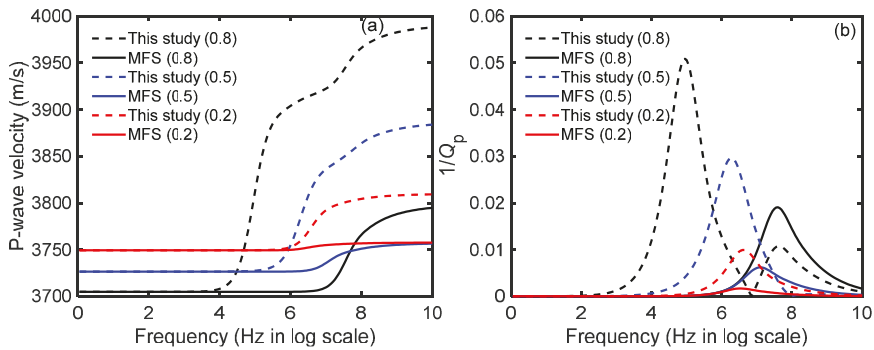 (a)
4000
3950
3900
3850
3800
3750
3700
P-wave velocity (m/s)
This study (0.8)
MFS (0.8)
This study (0.5)
MFS (0.5)
This study (0.2)
MFS (0.2)
0 2 4 6 8 10
Frequency (Hz in log scale)
(b)
0.06
0.05
0.04
0.03
0.02
0.01
0
1/Qp
This study (0.8)
MFS (0.8)
This study (0.5)
MFS (0.5)
This study (0.2)
MFS (0.2)
0 2 4 6 8 10
Frequency (Hz in log scale)